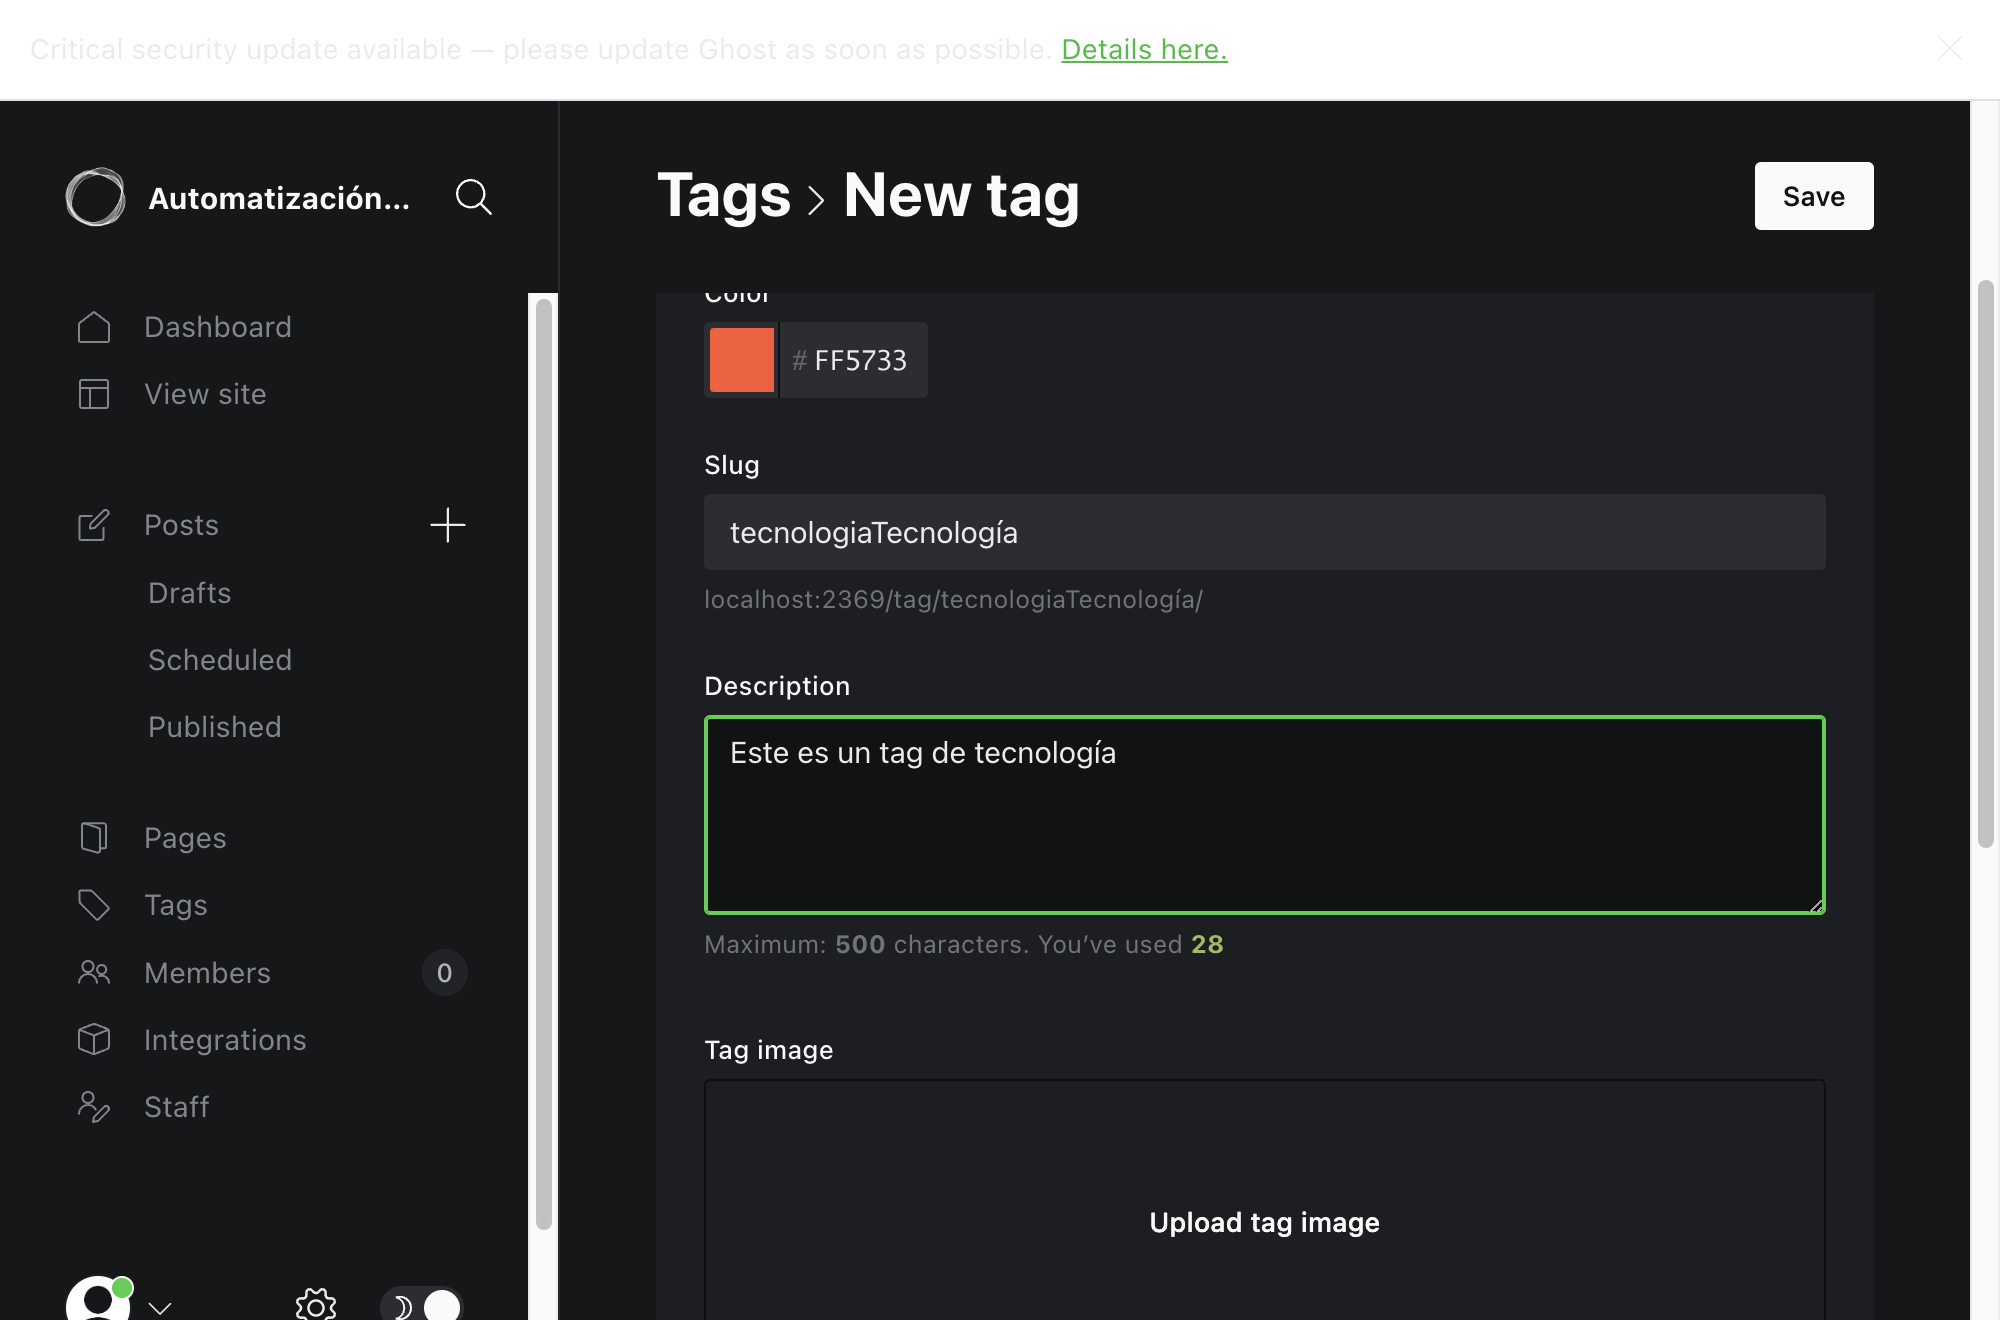 Critical security update available — please update Ghost as soon as possible. Details here.
Automatización...
Tags › New tag
Save
Dashboard
View site
Posts
Drafts
Scheduled
Published
Pages
Tags
Members 0
Integrations
Staff
Color
# FF5733
Slug
tecnologiaTecnología
localhost:2369/tag/tecnologiaTecnología/
Description
Este es un tag de tecnología
Maximum: 500 characters. You’ve used 28
Tag image
Upload tag image